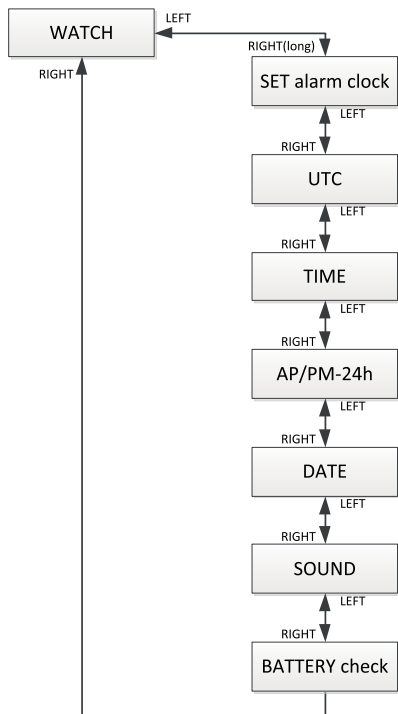 WATCH
LEFT
RIGHT(long)
RIGHT
SET alarm clock
LEFT
RIGHT
UTC
LEFT
RIGHT
TIME
LEFT
RIGHT
AP/PM-24h
LEFT
RIGHT
DATE
LEFT
RIGHT
SOUND
LEFT
RIGHT
BATTERY check